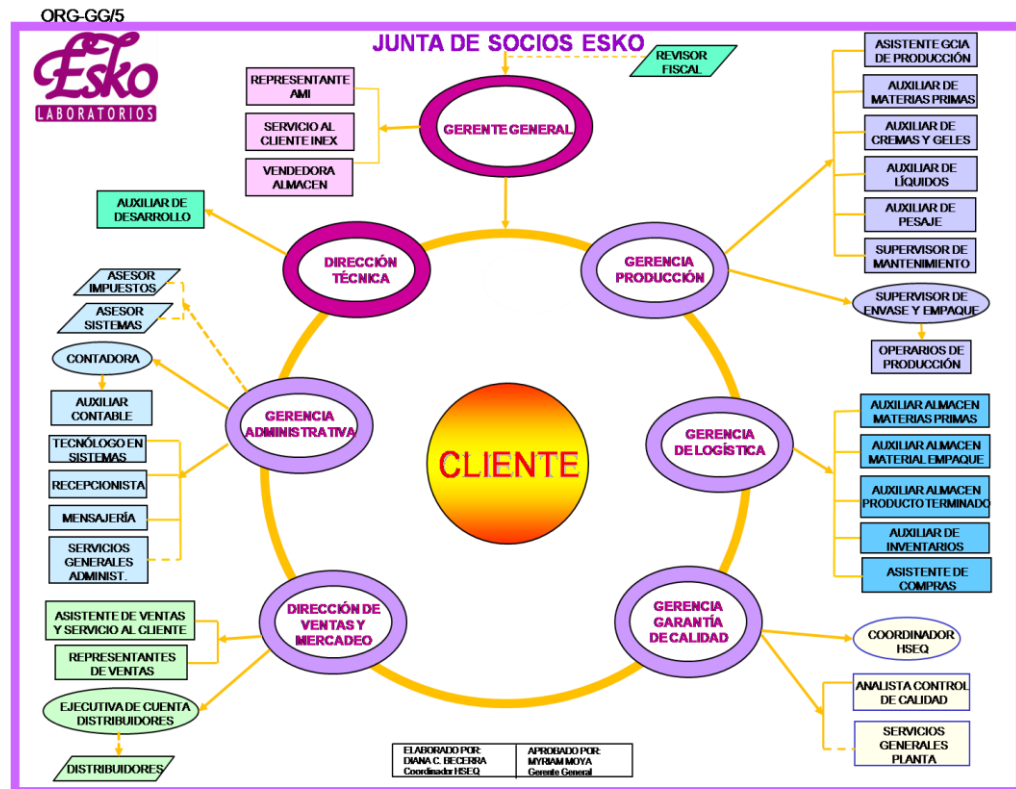 ORG-GG/5
Esko
LABORATORIOS
JUNTA DE SOCIOS ESKO
REVISOR
FISCAL
REPRESENTANTE
AMI
SERVICIO AL
CLIENTE INEX
VENDEDORA
ALMACEN
GERENTE GENERAL
ASISTENTE GCIA
DE PRODUCCIÓN
AUXILIAR DE
MATERIAS PRIMAS
AUXILIAR DE
CREMAS Y GELES
AUXILIAR DE
LÍQUIDOS
AUXILIAR DE
PESAJE
SUPERVISOR DE
MANTENIMIENTO
AUXILIAR DE
DESARROLLO
DIRECCIÓN
TÉCNICA
GERENCIA
PRODUCCIÓN
SUPERVISOR DE
ENVASE Y EMPAQUE
OPERARIOS DE
PRODUCCIÓN
ASESOR
IMPUESTOS
ASESOR
SISTEMAS
CONTADORA
AUXILIAR
CONTABLE
GERENCIA
ADMINISTRATIVA
TECNÓLOGO EN
SISTEMAS
RECEPCIONISTA
MENSAJERÍA
SERVICIOS
GENERALES
ADMINIST.
CLIENTE
GERENCIA
DE LOGÍSTICA
AUXILIAR ALMACEN
MATERIAS PRIMAS
AUXILIAR ALMACEN
MATERIAL EMPAQUE
AUXILIAR ALMACEN
PRODUCTO TERMINADO
AUXILIAR DE
INVENTARIOS
ASISTENTE DE
COMPRAS
DIRECCIÓN DE
VENTAS Y
MERCADEO
ASISTENTE DE VENTAS
Y SERVICIO AL CLIENTE
REPRESENTANTES
DE VENTAS
EJECUTIVA DE CUENTA
DISTRIBUIDORES
DISTRIBUIDORES
GERENCIA
GARANTÍA
DE CALIDAD
COORDINADOR
HSEQ
ANALISTA CONTROL
DE CALIDAD
SERVICIOS
GENERALES
PLANTA
ELABORADO POR:
DIANA C. BECERRA
Coordinador HSEQ
APROBADO POR:
MYRIAM MOYA
Gerente General